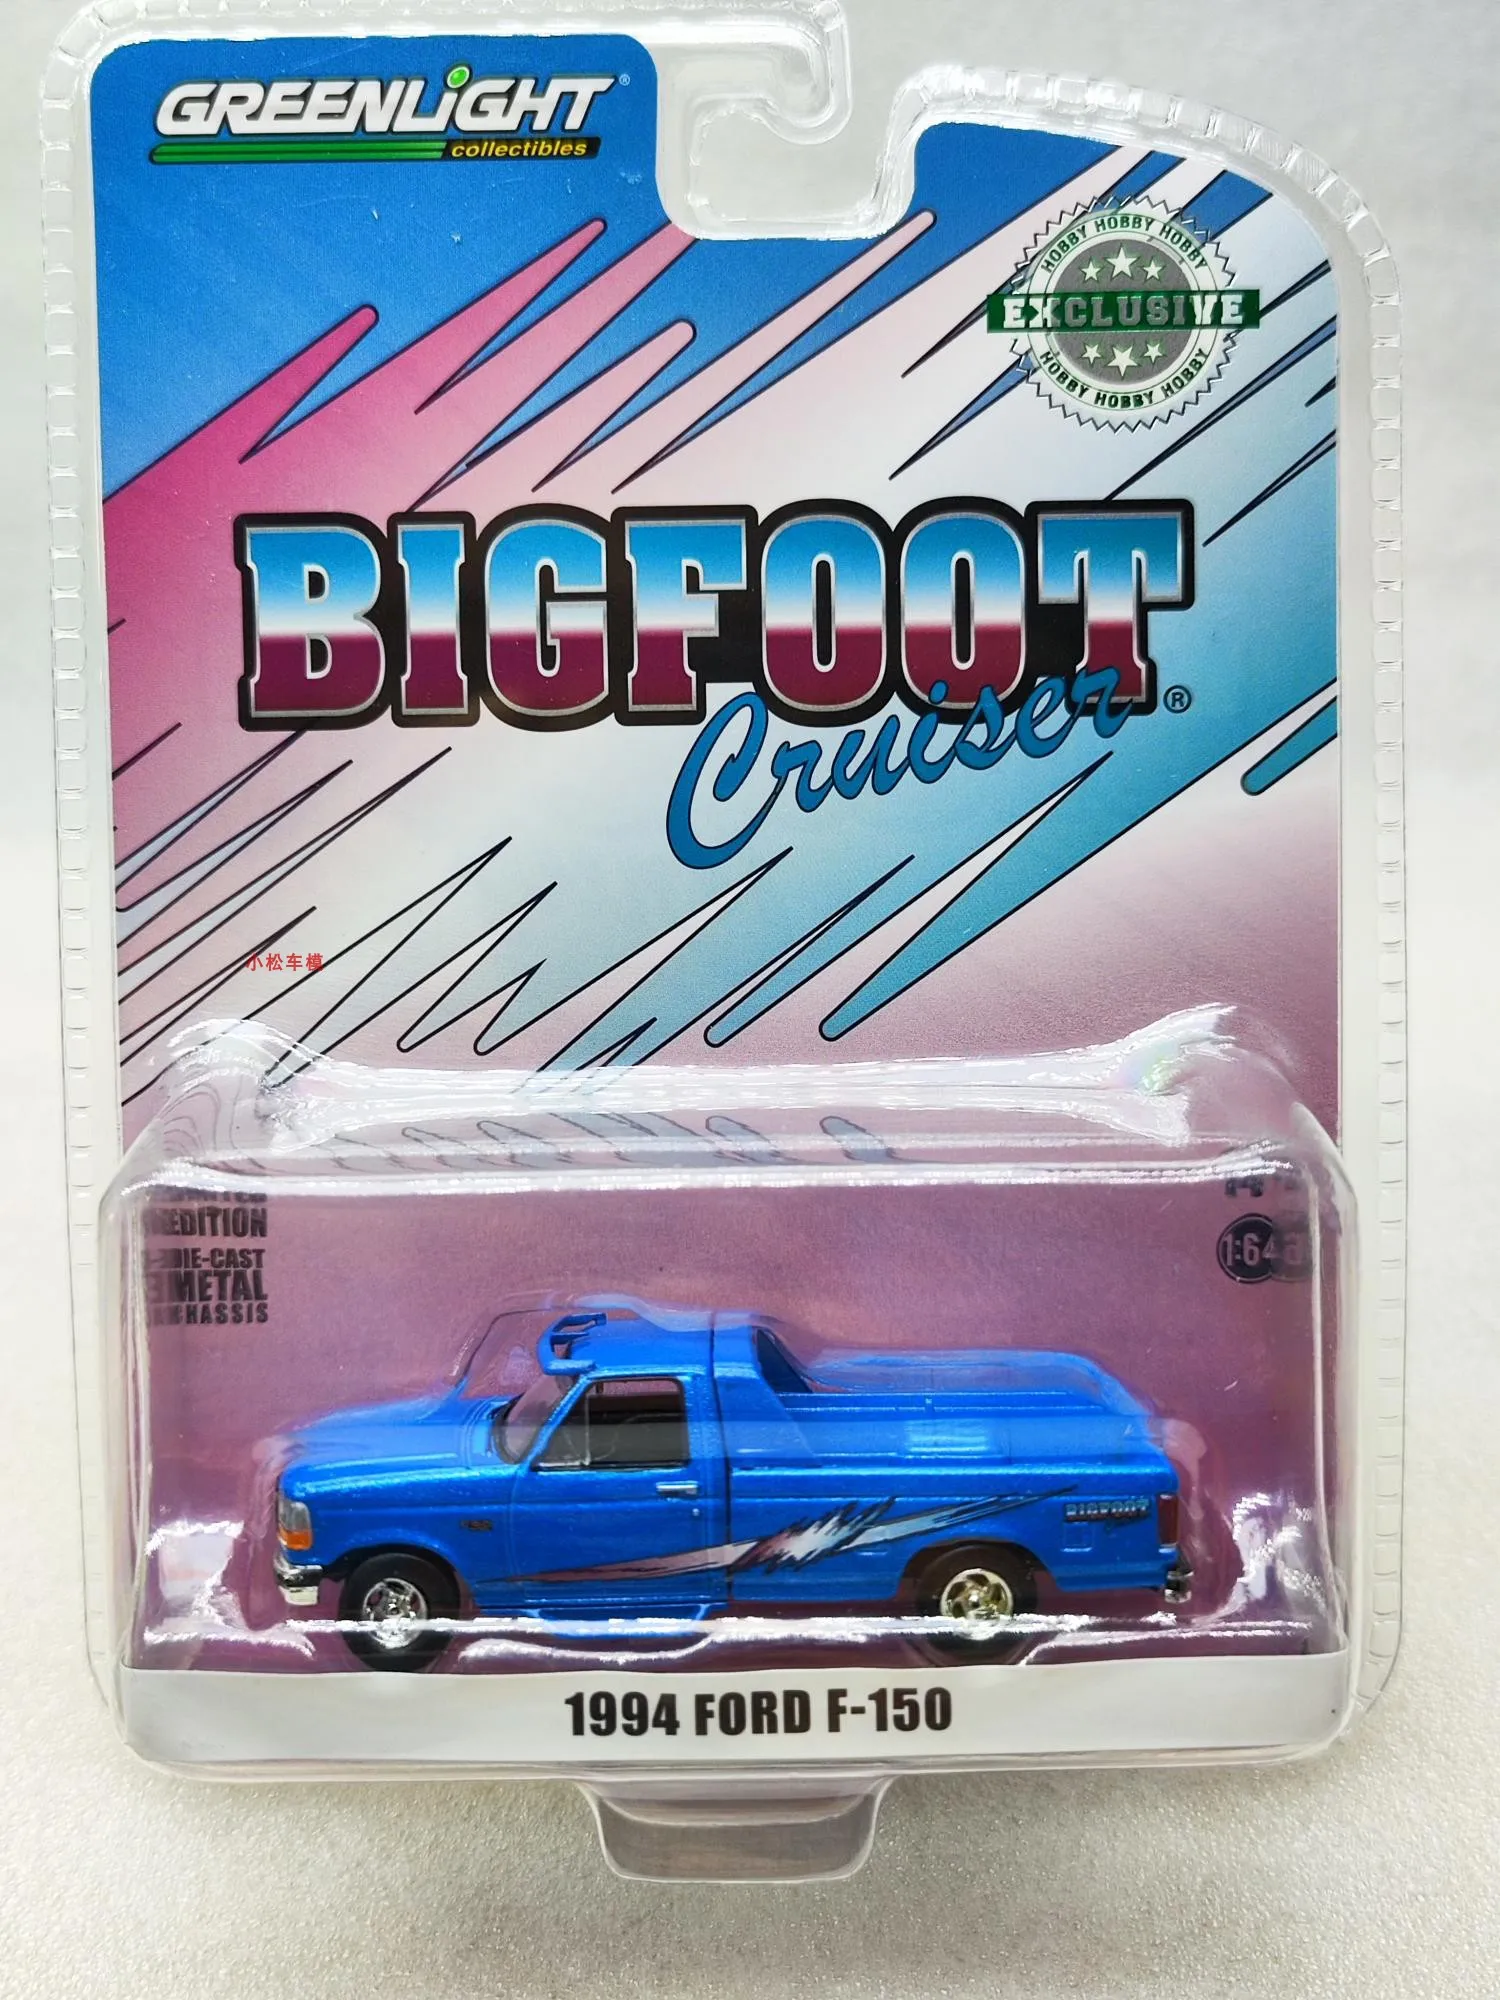 GREENLiGHT®
collectibles
HOBBY HOBBY HOBBY
EXCLUSIVE
HOBBY HOBBY HOBBY
BIGFOOT
Cruiser®
小松车模
EDITION
DIE-CAST
METAL
CHASSIS
1:64
BIGFOOT
1994 FORD F-150